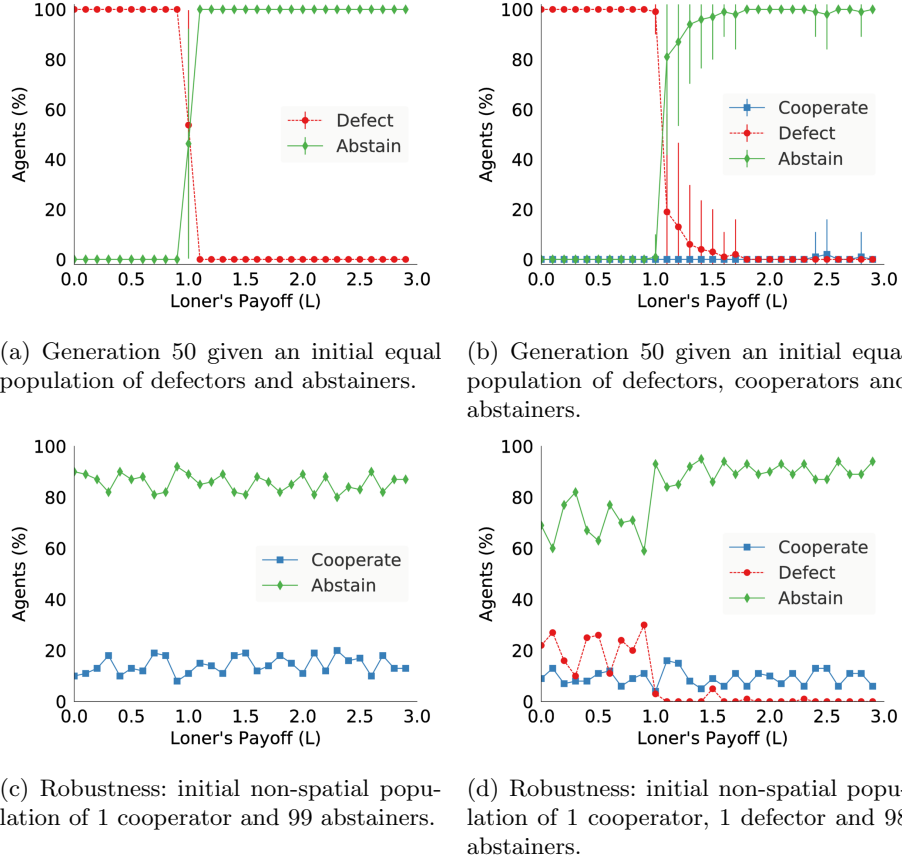 100
80
60
40
20
0
Agents (%)
0.0 0.5 1.0 1.5 2.0 2.5 3.0
Loner's Payoff (L)
Defect
Abstain
(a) Generation 50 given an initial equal
population of defectors and abstainers.
100
80
60
40
20
0
Agents (%)
0.0 0.5 1.0 1.5 2.0 2.5 3.0
Loner's Payoff (L)
Cooperate
Defect
Abstain
(b) Generation 50 given an initial equa
population of defectors, cooperators and
abstainers.
100
80
60
40
20
0
Agents (%)
0.0 0.5 1.0 1.5 2.0 2.5 3.0
Loner's Payoff (L)
Cooperate
Abstain
(c) Robustness: initial non-spatial popu-
lation of 1 cooperator and 99 abstainers.
100
80
60
40
20
0
Agents (%)
0.0 0.5 1.0 1.5 2.0 2.5 3.0
Loner's Payoff (L)
Cooperate
Defect
Abstain
(d) Robustness: initial non-spatial popu-
lation of 1 cooperator, 1 defector and 98
abstainers.